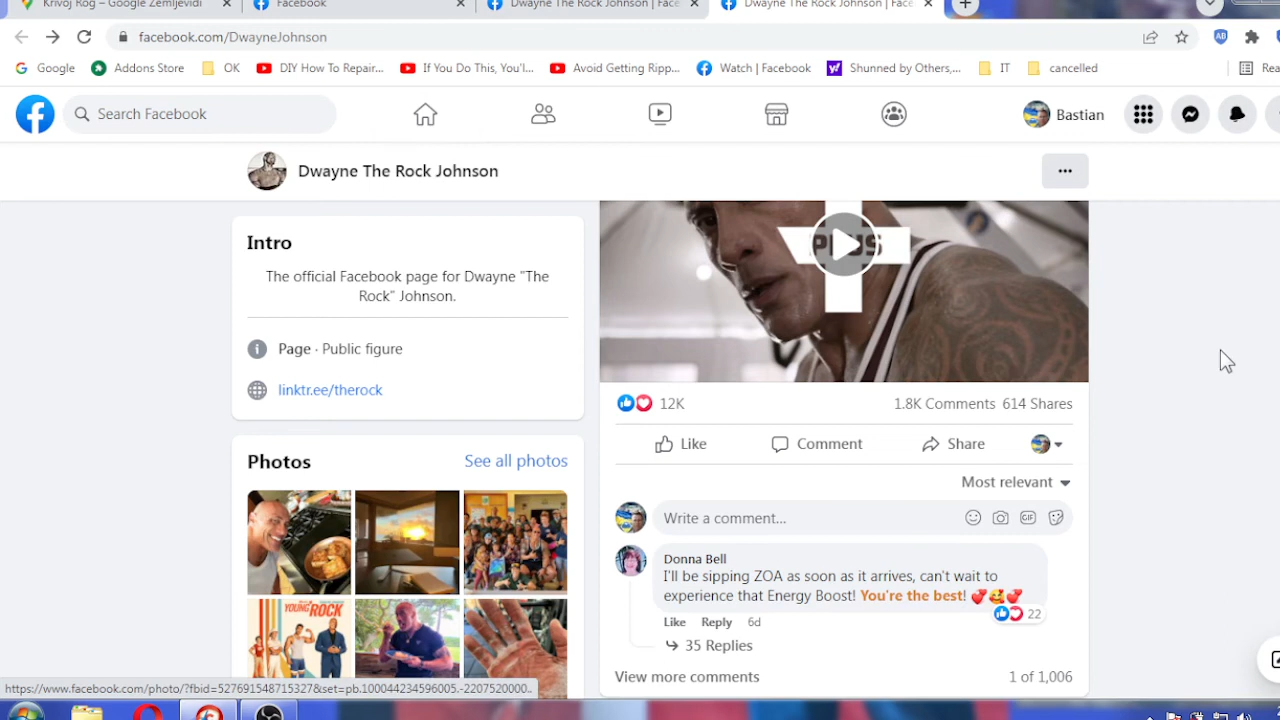 Krivoj Rog – Google Zemljevidi
Facebook
Dwayne The Rock Johnson | Face
Dwayne The Rock Johnson | Face
facebook.com/DwayneJohnson
Google
Addons Store
OK
DIY How To Repair...
If You Do This, You'l...
Avoid Getting Ripp...
Watch | Facebook
Shunned by Others,...
IT
cancelled
Rea
Search Facebook
Bastian
Dwayne The Rock Johnson
Intro
The official Facebook page for Dwayne "The
Rock" Johnson.
Page · Public figure
linktr.ee/therock
Photos
See all photos
YOUNG ROCK
https://www.facebook.com/photo/?fbid=527691548715327&set=pb.100044234596005.-2207520000..
PLUS
12K
1.8K Comments 614 Shares
Like
Comment
Share
Most relevant
Write a comment...
GIF
Donna Bell
I'll be sipping ZOA as soon as it arrives, can't wait to
experience that Energy Boost! You're the best! 💕🥰💕
22
Like Reply 6d
35 Replies
View more comments
1 of 1,006